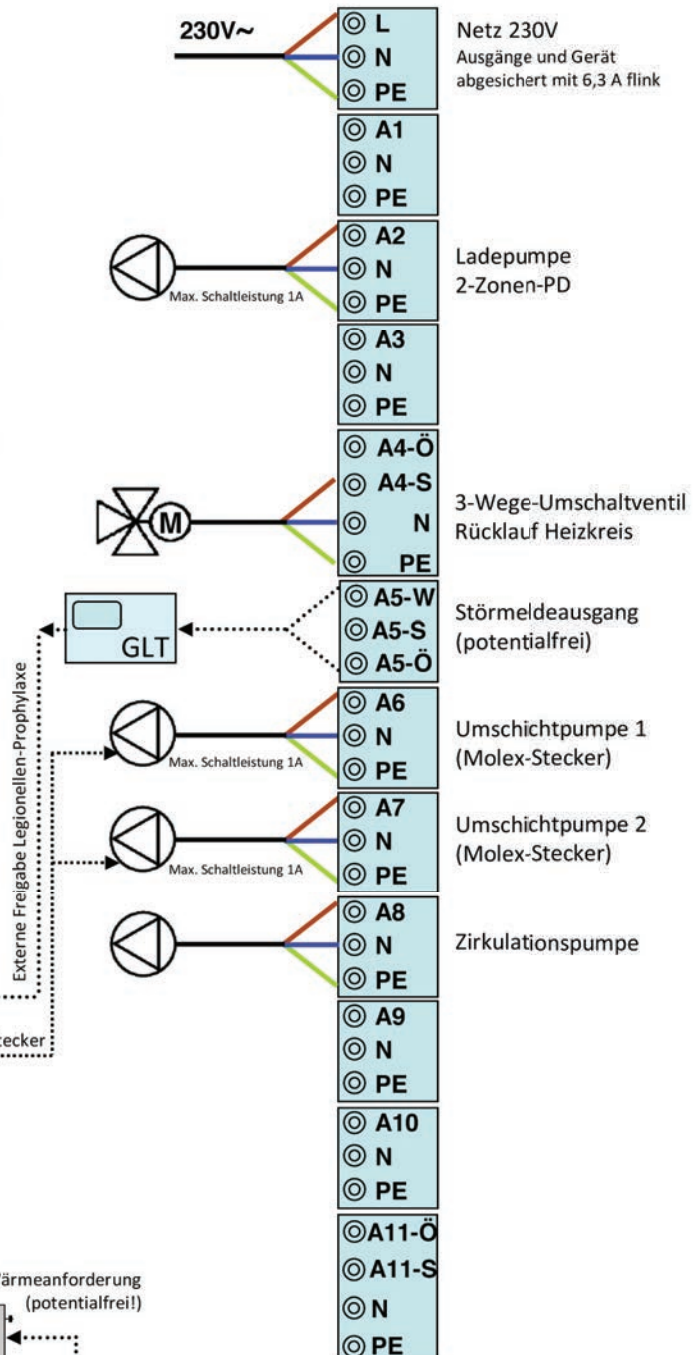 230V~
L
N
PE
Netz 230V
Ausgänge und Gerät
abgesichert mit 6,3 A flink
A1
N
PE
A2
N
PE
Max. Schaltleistung 1A
Ladepumpe
2-Zonen-PD
A3
N
PE
A4-Ö
A4-S
N
PE
M
3-Wege-Umschaltventil
Rücklauf Heizkreis
A5-W
A5-S
A5-Ö
GLT
Störmeldeausgang
(potentialfrei)
Externe Freigabe Legionellen-Prophylaxe
A6
N
PE
Max. Schaltleistung 1A
Umschichtpumpe 1
(Molex-Stecker)
A7
N
PE
Max. Schaltleistung 1A
Umschichtpumpe 2
(Molex-Stecker)
A8
N
PE
Zirkulationspumpe
A9
N
PE
tecker
A10
N
PE
A11-Ö
A11-S
N
PE
ärmeanforderung
(potentialfrei!)